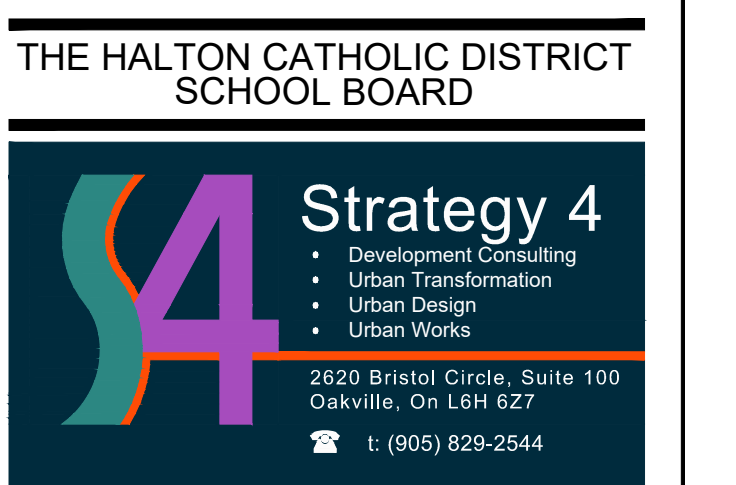 THE HALTON CATHOLIC DISTRICT
SCHOOL BOARD
S4
Strategy 4
• Development Consulting
• Urban Transformation
• Urban Design
• Urban Works
2620 Bristol Circle, Suite 100
Oakville, On L6H 6Z7
☎ t: (905) 829-2544